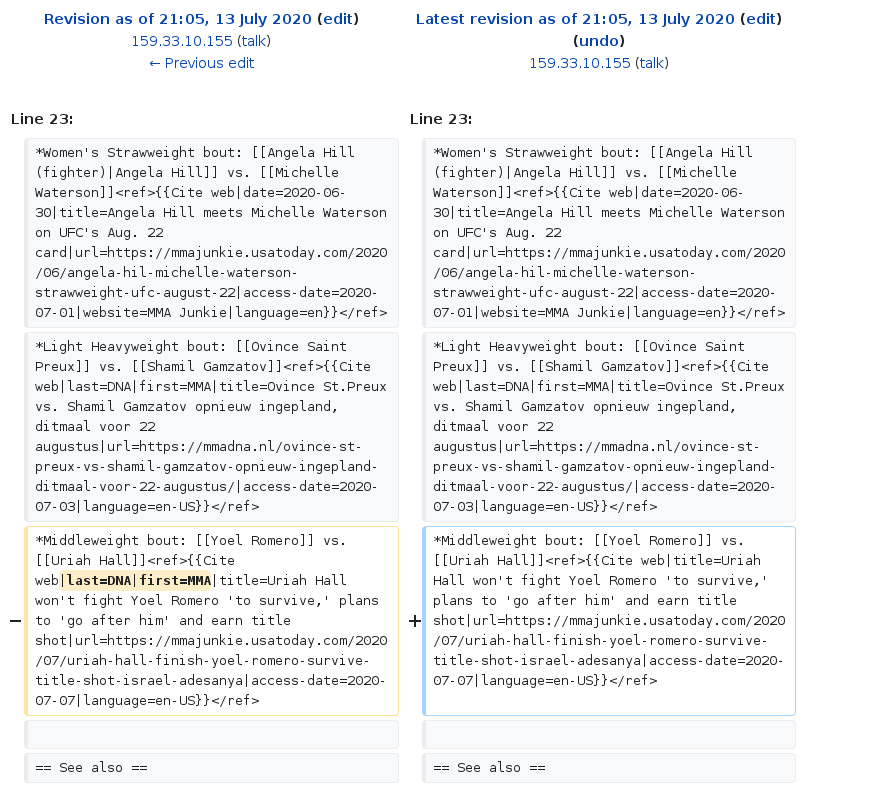 Revision as of 21:05, 13 July 2020 (edit)
159.33.10.155 (talk)
← Previous edit
Latest revision as of 21:05, 13 July 2020 (edit)
(undo)
159.33.10.155 (talk)
Line 23:
Line 23:
*Women's Strawweight bout: [[Angela Hill
(fighter)|Angela Hill]] vs. [[Michelle
Waterson]]<ref>{{Cite web|date=2020-06-
30|title=Angela Hill meets Michelle Waterson
on UFC's Aug. 22
card|url=https://mmajunkie.usatoday.com/2020
/06/angela-hil-michelle-waterson-
strawweight-ufc-august-22|access-date=2020-
07-01|website=MMA Junkie|language=en}}</ref>
*Women's Strawweight bout: [[Angela Hill
(fighter)|Angela Hill]] vs. [[Michelle
Waterson]]<ref>{{Cite web|date=2020-06-
30|title=Angela Hill meets Michelle Waterson
on UFC's Aug. 22
card|url=https://mmajunkie.usatoday.com/2020
/06/angela-hil-michelle-waterson-
strawweight-ufc-august-22|access-date=2020-
07-01|website=MMA Junkie|language=en}}</ref>
*Light Heavyweight bout: [[Ovince Saint
Preux]] vs. [[Shamil Gamzatov]]<ref>{{Cite
web|last=DNA|first=MMA|title=Ovince St.Preux
vs. Shamil Gamzatov opnieuw ingepland,
ditmaal voor 22
augustus|url=https://mmadna.nl/ovince-st-
preux-vs-shamil-gamzatov-opnieuw-ingepland-
ditmaal-voor-22-augustus/|access-date=2020-
07-03|language=en-US}}</ref>
*Light Heavyweight bout: [[Ovince Saint
Preux]] vs. [[Shamil Gamzatov]]<ref>{{Cite
web|last=DNA|first=MMA|title=Ovince St.Preux
vs. Shamil Gamzatov opnieuw ingepland,
ditmaal voor 22
augustus|url=https://mmadna.nl/ovince-st-
preux-vs-shamil-gamzatov-opnieuw-ingepland-
ditmaal-voor-22-augustus/|access-date=2020-
07-03|language=en-US}}</ref>
−
*Middleweight bout: [[Yoel Romero]] vs.
[[Uriah Hall]]<ref>{{Cite
web|last=DNA|first=MMA|title=Uriah Hall
won't fight Yoel Romero 'to survive,' plans
to 'go after him' and earn title
shot|url=https://mmajunkie.usatoday.com/2020
/07/uriah-hall-finish-yoel-romero-survive-
title-shot-israel-adesanya|access-date=2020-
07-07|language=en-US}}</ref>
+
*Middleweight bout: [[Yoel Romero]] vs.
[[Uriah Hall]]<ref>{{Cite web|title=Uriah
Hall won't fight Yoel Romero 'to survive,'
plans to 'go after him' and earn title
shot|url=https://mmajunkie.usatoday.com/2020
/07/uriah-hall-finish-yoel-romero-survive-
title-shot-israel-adesanya|access-date=2020-
07-07|language=en-US}}</ref>
== See also ==
== See also ==